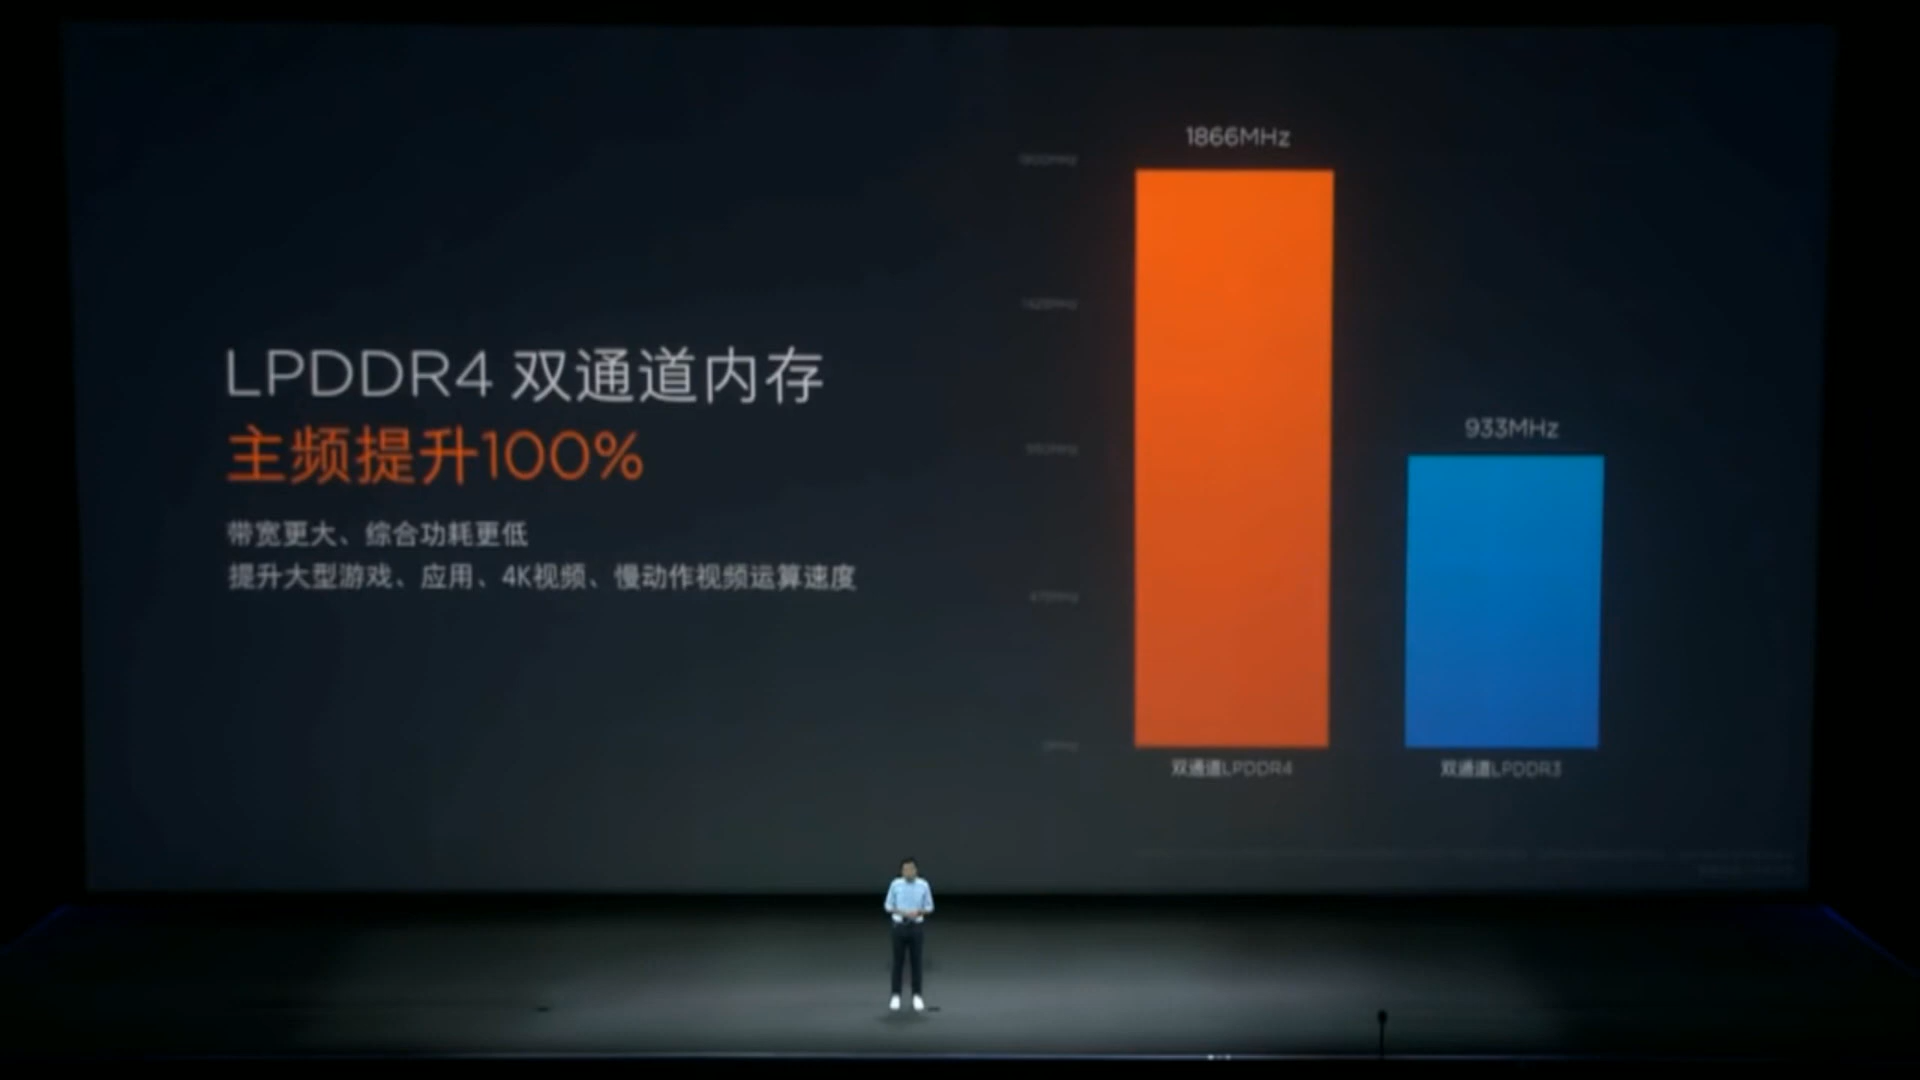 LPDDR4 双通道内存
主频提升100%
带宽更大、综合功耗更低
提升大型游戏、应用、4K视频、慢动作视频运算速度
1866MHz
933MHz
双通道LPDDR4
双通道LPDDR3